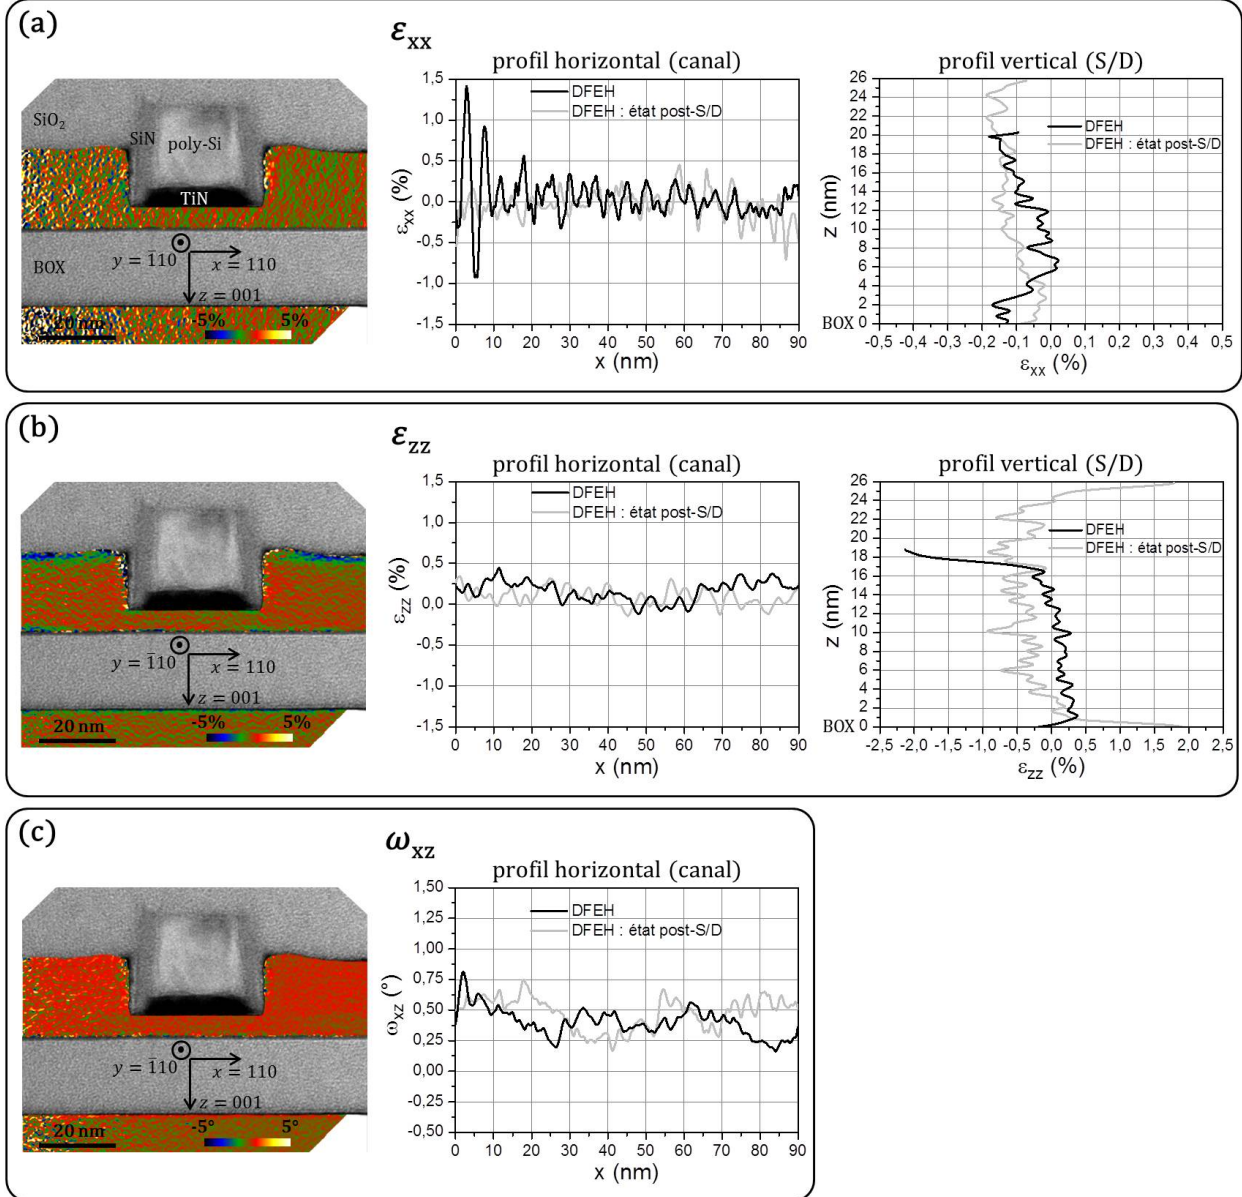 (a)
SiO₂
SiN
poly-Si
TiN
BOX
y = 1̅10
x = 110
z = 001
20 nm
-5%
5%
εxx
profil horizontal (canal)
DFEH
DFEH : état post-S/D
1,5
1,0
0,5
0,0
-0,5
-1,0
-1,5
εxx (%)
0 10 20 30 40 50 60 70 80 90
x (nm)
profil vertical (S/D)
DFEH
DFEH : état post-S/D
26
24
22
20
18
16
14
12
10
8
6
4
2
BOX 0
z (nm)
-0,5 -0,4 -0,3 -0,2 -0,1 0,0 0,1 0,2 0,3 0,4 0,5
εxx (%)
(b)
y = 1̅10
x = 110
z = 001
20 nm
-5%
5%
εzz
profil horizontal (canal)
DFEH
DFEH : état post-S/D
1,5
1,0
0,5
0,0
-0,5
-1,0
-1,5
εzz (%)
0 10 20 30 40 50 60 70 80 90
x (nm)
profil vertical (S/D)
DFEH
DFEH : état post-S/D
26
24
22
20
18
16
14
12
10
8
6
4
2
BOX 0
z (nm)
-2,5 -2,0 -1,5 -1,0 -0,5 0,0 0,5 1,0 1,5 2,0 2,5
εzz (%)
(c)
y = 1̅10
x = 110
z = 001
20 nm
-5°
5°
ωxz
profil horizontal (canal)
DFEH
DFEH : état post-S/D
1,50
1,25
1,00
0,75
0,50
0,25
0,00
-0,25
-0,50
ωxz (°)
0 10 20 30 40 50 60 70 80 90
x (nm)